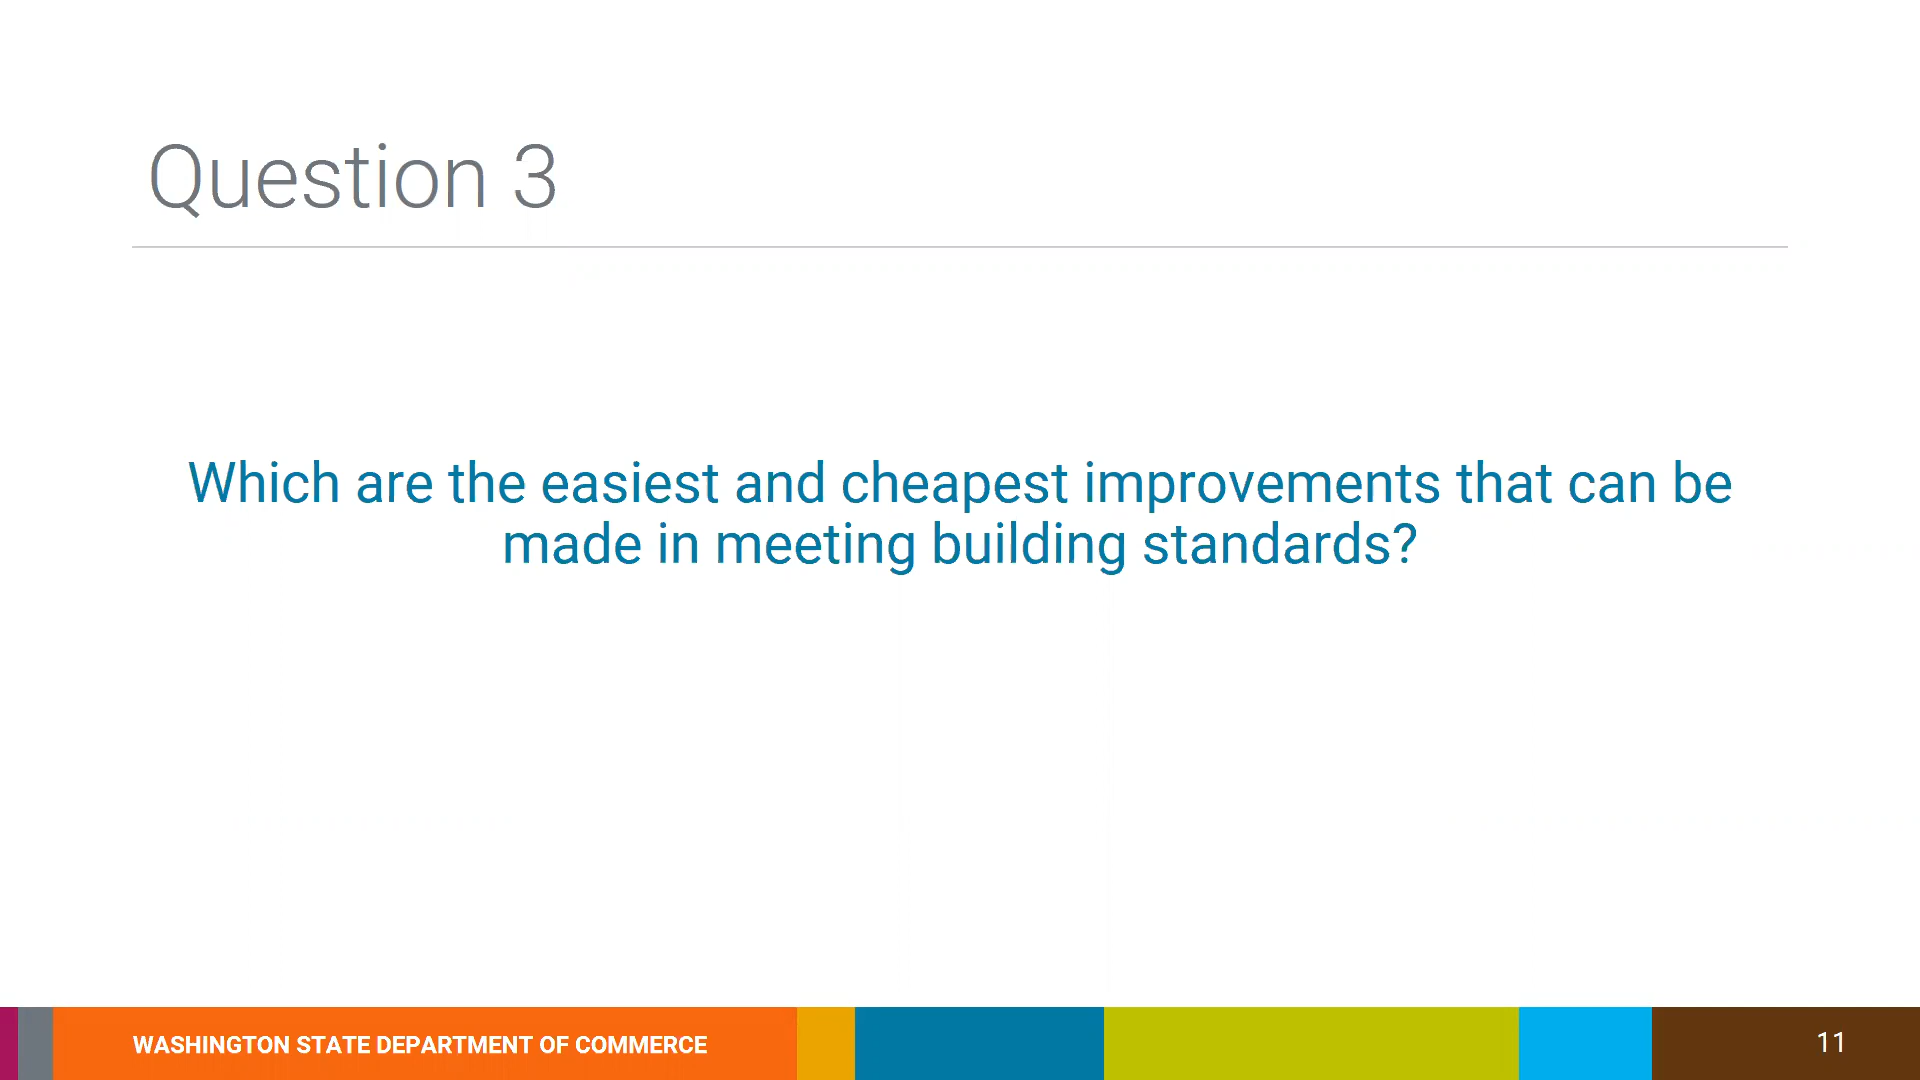 Question 3
Which are the easiest and cheapest improvements that can be
made in meeting building standards?
WASHINGTON STATE DEPARTMENT OF COMMERCE
11